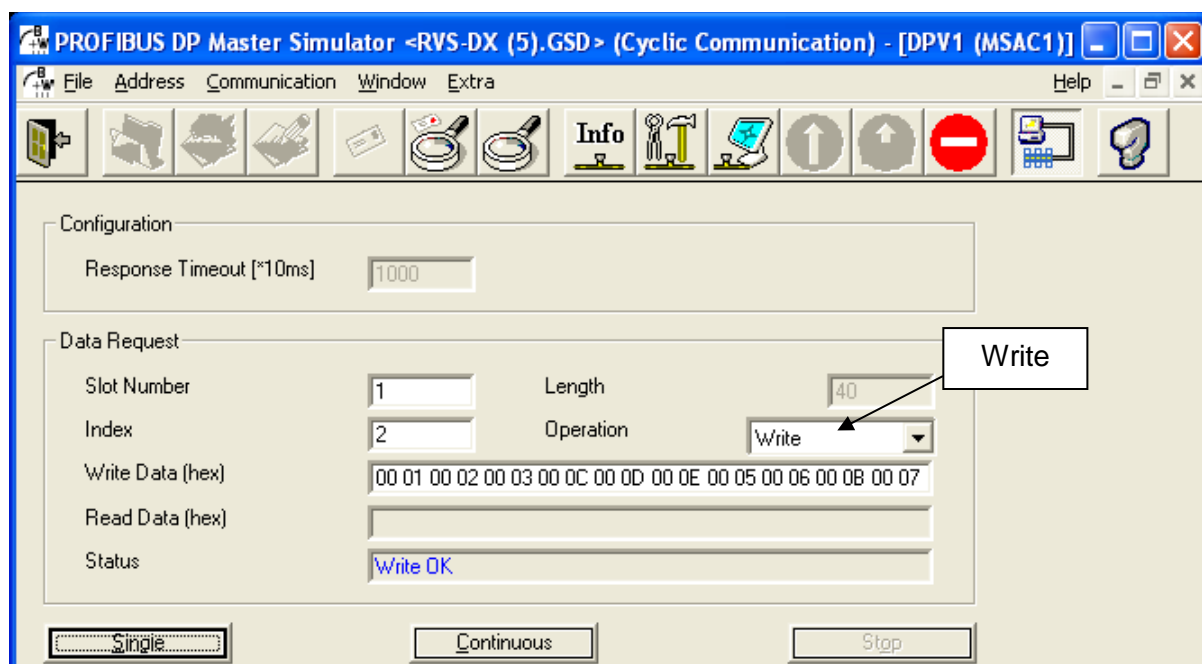 PROFIBUS DP Master Simulator <RVS-DX (5).GSD> (Cyclic Communication) - [DPV1 (MSAC1)]
File Address Communication Window Extra Help
Info
Configuration
Response Timeout [*10ms] 1000
Data Request
Write
Slot Number 1 Length 40
Index 2 Operation Write
Write Data (hex) 00 01 00 02 00 03 00 0C 00 0D 00 0E 00 05 00 06 00 0B 00 07
Read Data (hex)
Status Write OK
Single Continuous Stop